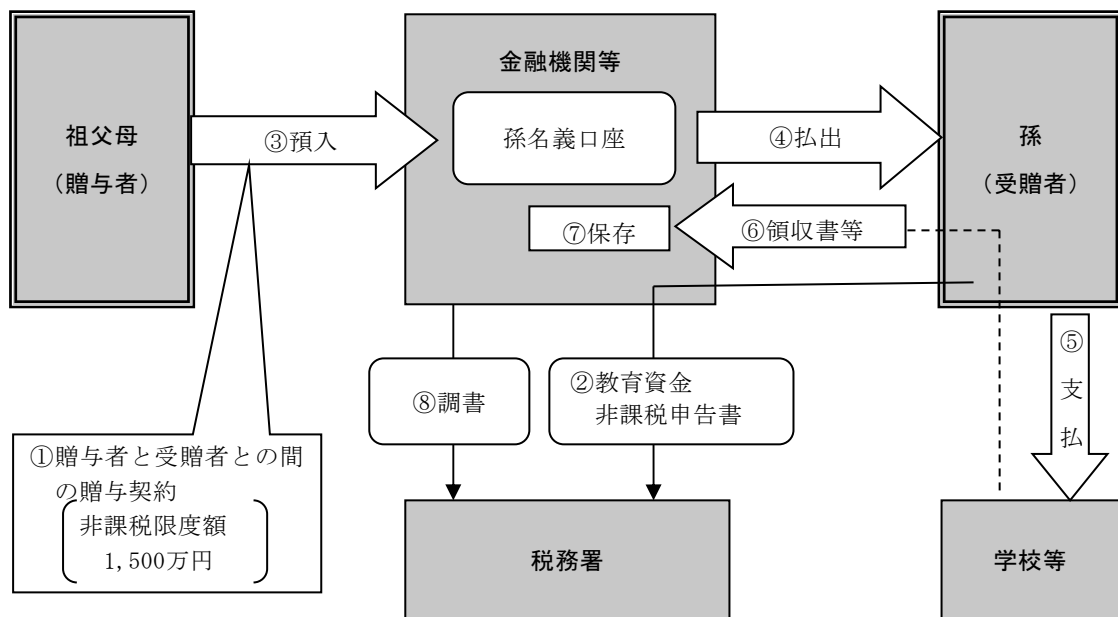 祖父母
（贈与者）
③預入
金融機関等
孫名義口座
④払出
孫
（受贈者）
⑦保存
⑥領収書等
⑤
支
払
⑧調書
②教育資金
非課税申告書
①贈与者と受贈者との間
の贈与契約
非課税限度額
1,500万円
税務署
学校等